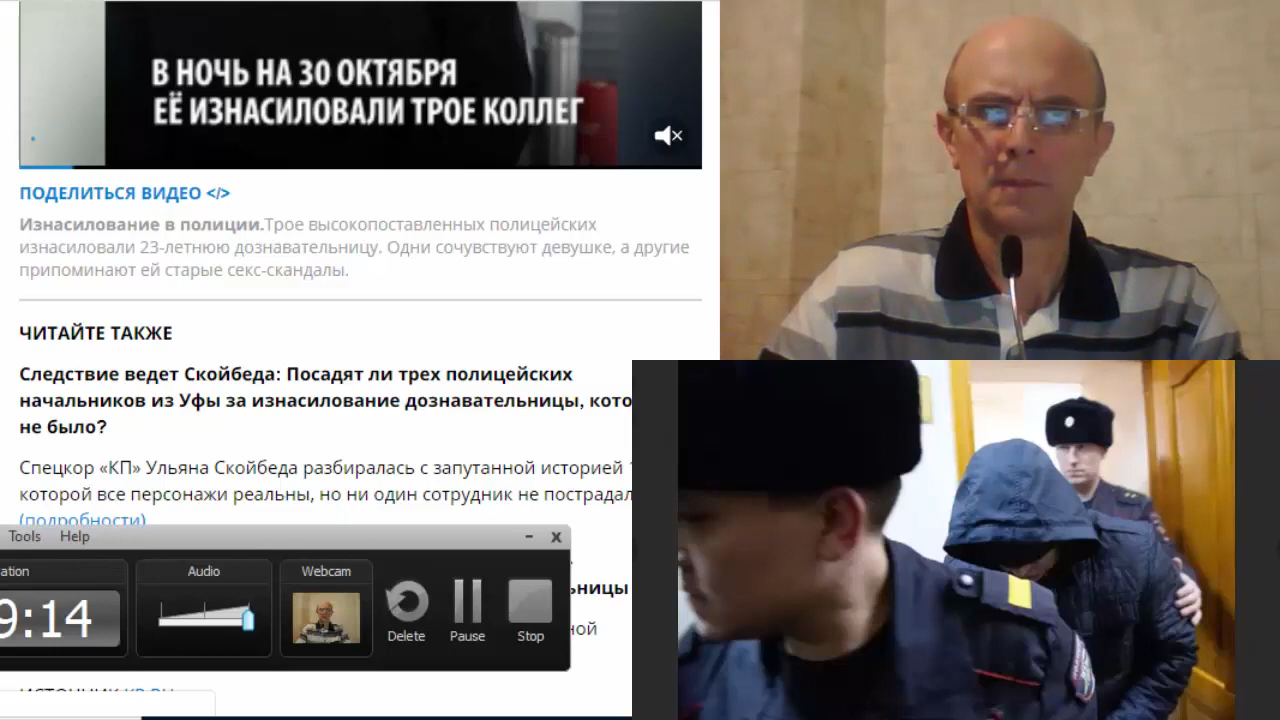 В НОЧЬ НА 30 ОКТЯБРЯ
ЕЁ ИЗНАСИЛОВАЛИ ТРОЕ КОЛЛЕГ
ПОДЕЛИТЬСЯ ВИДЕО </>
Изнасилование в полиции.Трое высокопоставленных полицейских
изнасиловали 23-летнюю дознавательницу. Одни сочувствуют девушке, а другие
припоминают ей старые секс-скандалы.
ЧИТАЙТЕ ТАКЖЕ
Следствие ведет Скойбеда: Посадят ли трех полицейских
начальников из Уфы за изнасилование дознавательницы, кото
не было?
Спецкор «КП» Ульяна Скойбеда разбиралась с запутанной историей
которой все персонажи реальны, но ни один сотрудник не пострадал
(подробности)
Tools Help
ation
Audio
Webcam
9:14
Delete
Pause
Stop
ьницы
ной